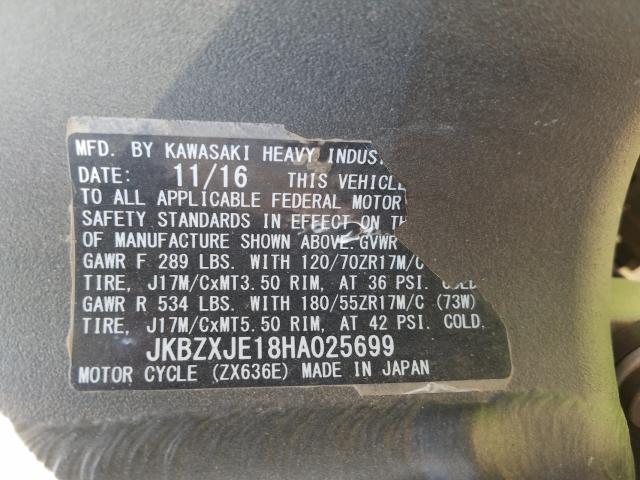 MFD. BY KAWASAKI HEAVY INDUST
DATE: 11/16 THIS VEHICLE
TO ALL APPLICABLE FEDERAL MOTOR
SAFETY STANDARDS IN EFFECT ON TH
OF MANUFACTURE SHOWN ABOVE. GVWR
GAWR F 289 LBS. WITH 120/70ZR17M/C
TIRE, J17M/CxMT3.50 RIM, AT 36 PSI. COLD
GAWR R 534 LBS. WITH 180/55ZR17M/C (73W)
TIRE, J17M/CxMT5.50 RIM, AT 42 PSI. COLD.
JKBZXJE18HA025699
MOTOR CYCLE (ZX636E) MADE IN JAPAN